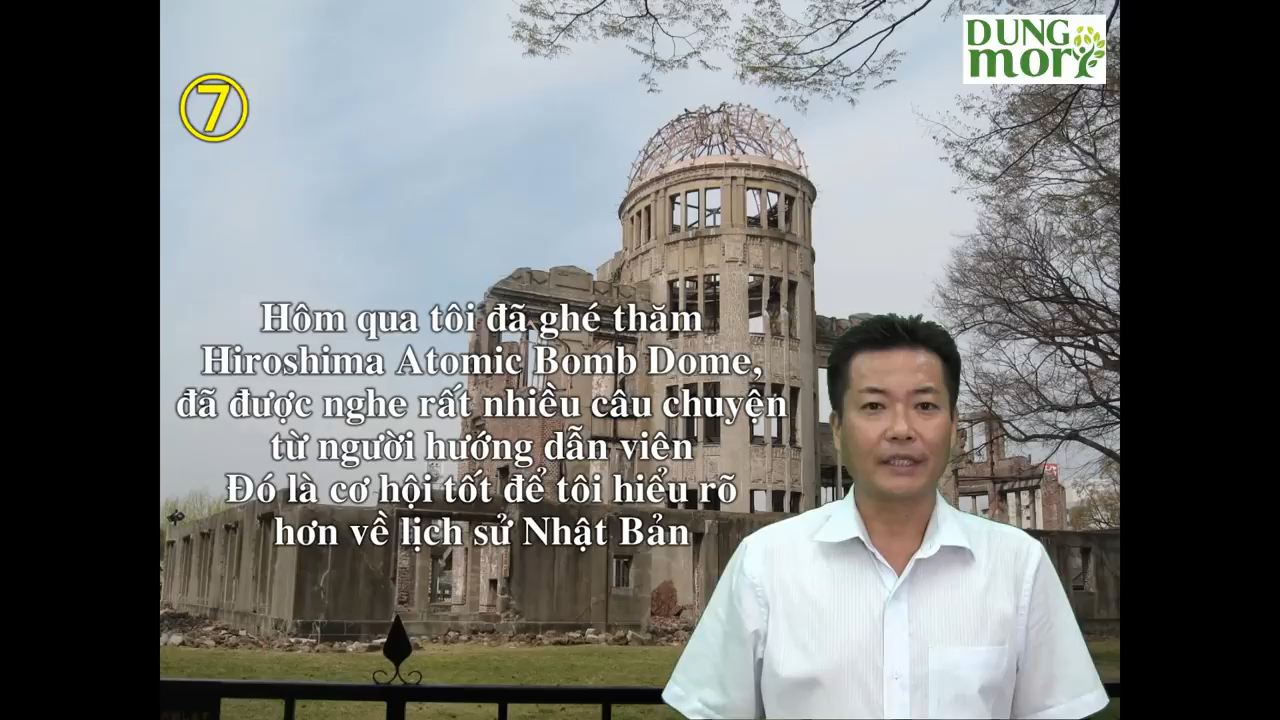 DUNG
mori
7
Hôm qua tôi đã ghé thăm
Hiroshima Atomic Bomb Dome,
đã được nghe rất nhiều câu chuyện
từ người hướng dẫn viên
Đó là cơ hội tốt để tôi hiểu rõ
hơn về lịch sử Nhật Bản